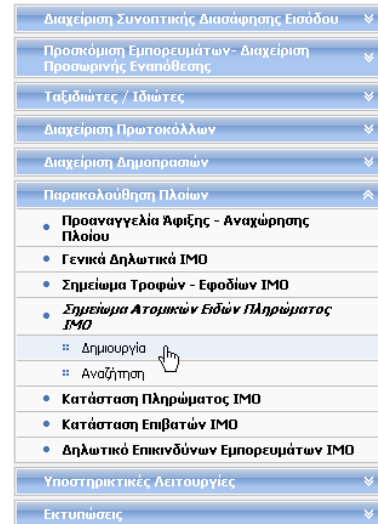 Διαχείριση Συνοπτικής Διασάφησης Εισόδου
Προσκόμιση Εμπορευμάτων- Διαχείριση
Προσωρινής Εναπόθεσης
Ταξιδιώτες / Ιδιώτες
Διαχείριση Πρωτοκόλλων
Διαχείριση Δημοπρασιών
Παρακολούθηση Πλοίων
Προαναγγελία Άφιξης - Αναχώρησης
Πλοίου
Γενικά Δηλωτικά ΙΜΟ
Σημείωμα Τροφών - Εφοδίων ΙΜΟ
Σημείωμα Ατομικών Ειδών Πληρώματος
ΙΜΟ
Δημιουργία
Αναζήτηση
Κατάσταση Πληρώματος ΙΜΟ
Κατάσταση Επιβατών ΙΜΟ
Δηλωτικό Επικινδύνων Εμπορευμάτων ΙΜΟ
Υποστηρικτικές Λειτουργίες
Εκτυπώσεις